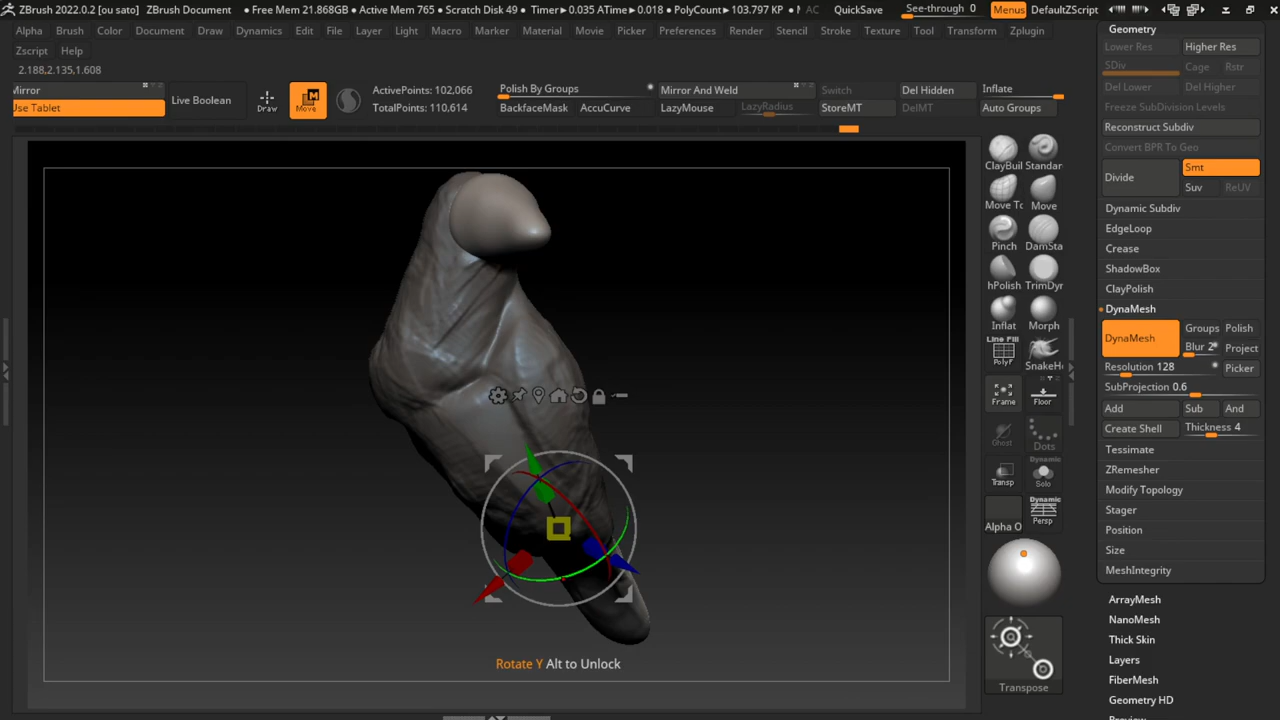 ZBrush 2022.0.2 [ou sato] ZBrush Document • Free Mem 21.868GB • Active Mem 765 • Scratch Disk 49 • Timer▸0.035 ATime▸0.018 • PolyCount▸103.797 KP • AC QuickSave See-through 0 Menus DefaultZScript
Alpha Brush Color Document Draw Dynamics Edit File Layer Light Macro Marker Material Movie Picker Preferences Render Stencil Stroke Texture Tool Transform Zplugin
Zscript Help
2.188,2.135,1.608
Mirror
Use Tablet
Live Boolean
Draw
Move
ActivePoints: 102,066
TotalPoints: 110,614
Polish By Groups
BackfaceMask AccuCurve
Mirror And Weld
LazyMouse LazyRadius
Switch
StoreMT
Del Hidden
DelMT
Inflate
Auto Groups
ClayBuil Standar
Move To Move
Pinch DamSta
hPolish TrimDyn
Inflat Morph
Line Fill
PolyF SnakeHo
Frame Floor
Ghost Dots
Transp
Dynamic
Solo
Alpha O
Dynamic
Persp
Transpose
Rotate Y Alt to Unlock
Geometry
Lower Res Higher Res
SDiv Cage Rstr
Del Lower Del Higher
Freeze SubDivision Levels
Reconstruct Subdiv
Convert BPR To Geo
Divide
Smt
Suv ReUV
Dynamic Subdiv
EdgeLoop
Crease
ShadowBox
ClayPolish
DynaMesh
DynaMesh
Groups Polish
Blur 2 Project
Resolution 128 Picker
SubProjection 0.6
Add Sub And
Create Shell Thickness 4
Tessimate
ZRemesher
Modify Topology
Stager
Position
Size
MeshIntegrity
ArrayMesh
NanoMesh
Thick Skin
Layers
FiberMesh
Geometry HD